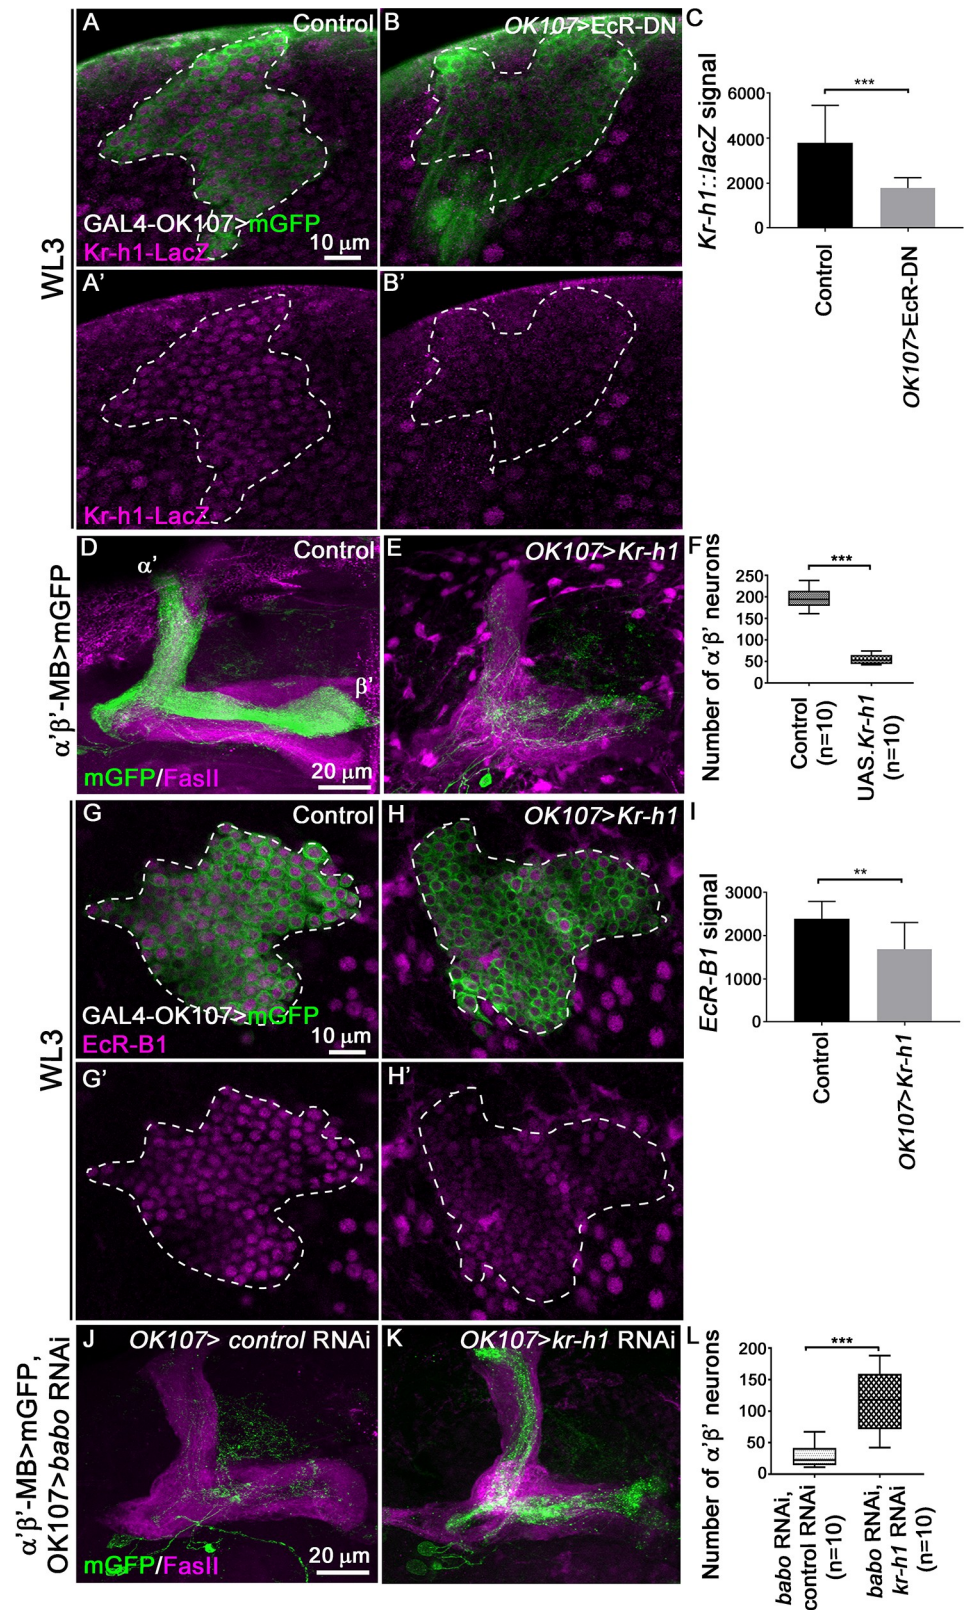 A
Control
GAL4-OK107>mGFP
Kr-h1-LacZ
10 μm
B
OK107>EcR-DN
C
Kr-h1::lacZ signal
6000
4000
2000
0
***
Control
OK107>EcR-DN
WL3
A'
Kr-h1-LacZ
B'
α'β'-MB>mGFP
D
Control
α'
β'
mGFP/FasII
20 μm
E
OK107>Kr-h1
F
Number of α'β' neurons
250
200
150
100
50
0
***
Control
(n=10)
UAS.Kr-h1
(n=10)
WL3
G
Control
GAL4-OK107>mGFP
EcR-B1
10 μm
H
OK107>Kr-h1
I
EcR-B1 signal
3000
2000
1000
0
**
Control
OK107>Kr-h1
G'
H'
α'β'-MB>mGFP,
OK107>babo RNAi
J
OK107> control RNAi
mGFP/FasII
20 μm
K
OK107>kr-h1 RNAi
L
Number of α'β' neurons
200
150
100
50
0
***
babo RNAi,
control RNAi
(n=10)
babo RNAi,
kr-h1 RNAi
(n=10)